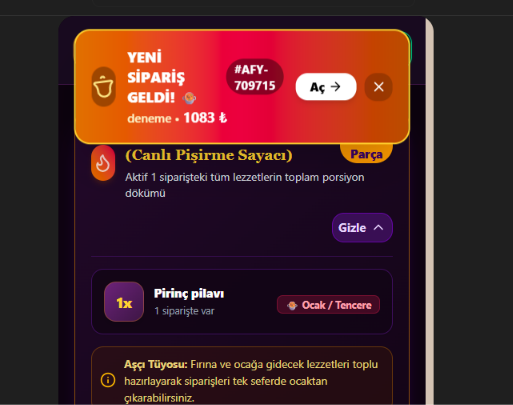 YENİ
SİPARİŞ
GELDİ!
deneme • 1083 ₺
#AFY-
709715
Aç →
(Canlı Pişirme Sayacı)
Parça
Aktif 1 siparişteki tüm lezzetlerin toplam porsiyon
dökümü
Gizle
1x
Pirinç pilavı
1 siparişte var
Ocak / Tencere
Aşçı Tüyosu: Fırına ve ocağa gidecek lezzetleri toplu
hazırlayarak siparişleri tek seferde ocaktan
çıkarabilirsiniz.